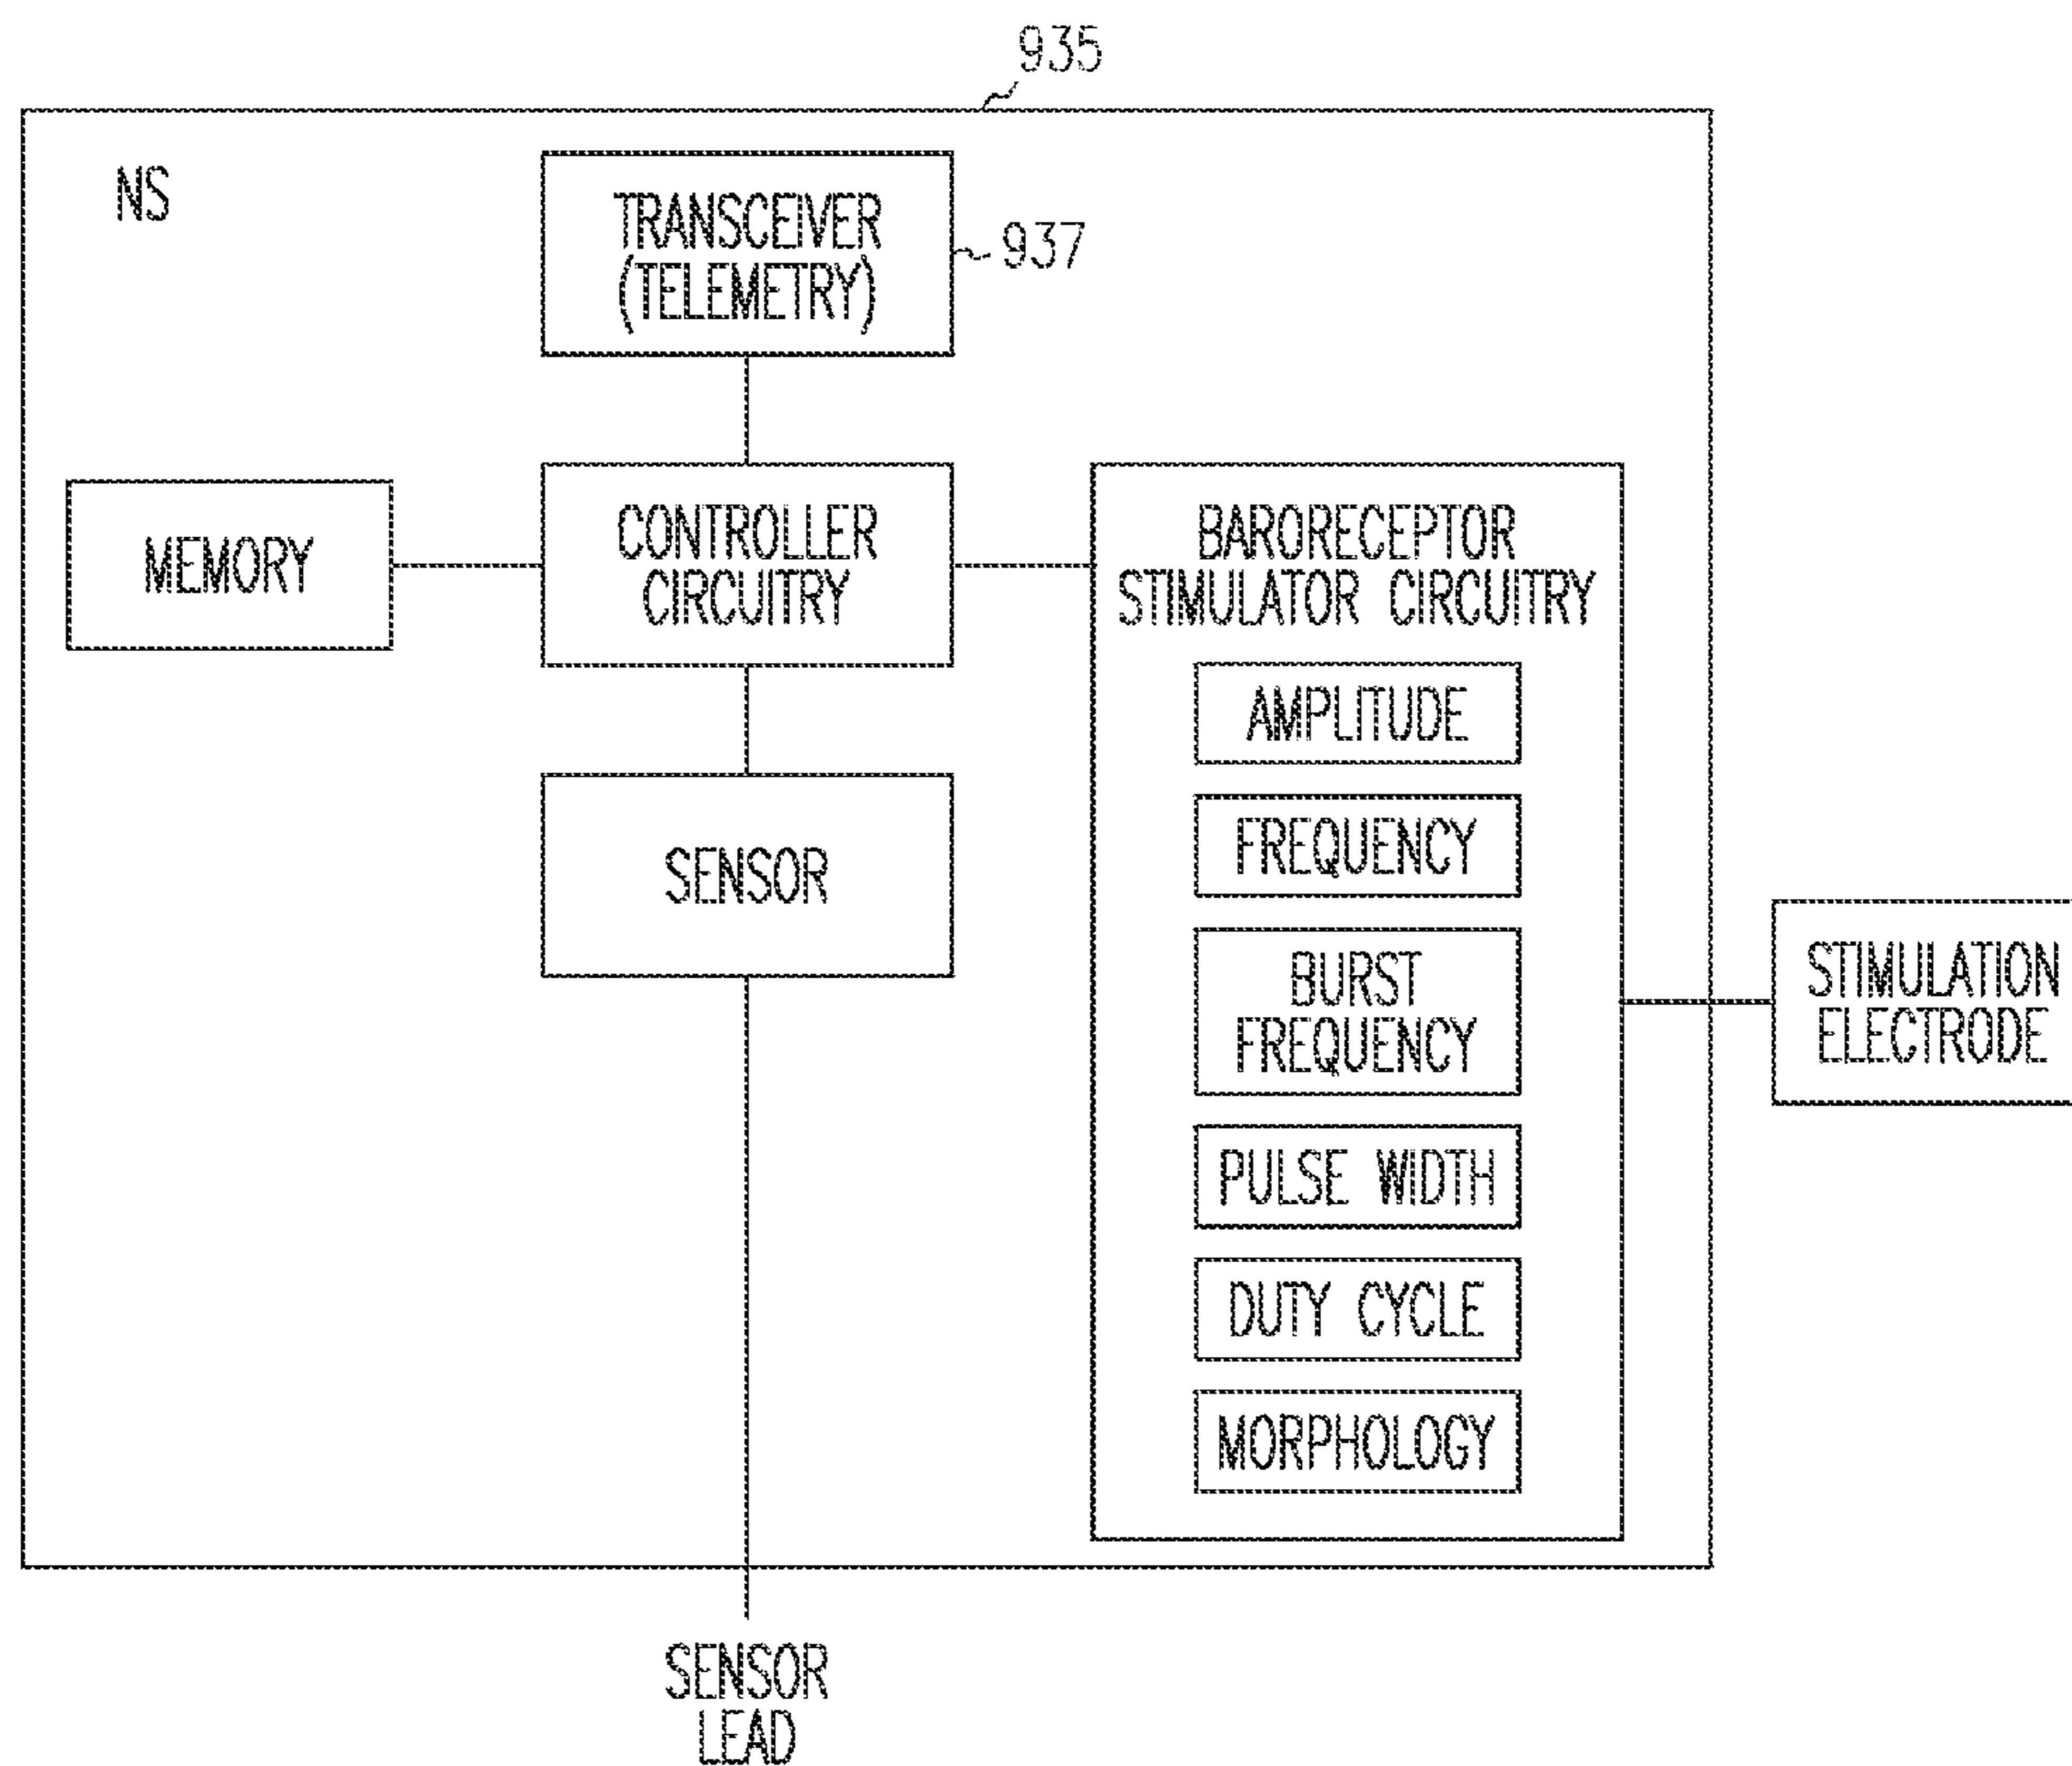 935
NS
TRANSCEIVER
(TELEMETRY)
937
MEMORY
CONTROLLER
CIRCUITRY
BARORECEPTOR
STIMULATOR CIRCUITRY
AMPLITUDE
FREQUENCY
SENSOR
BURST
FREQUENCY
STIMULATION
ELECTRODE
PULSE WIDTH
DUTY CYCLE
MORPHOLOGY
SENSOR
LEAD